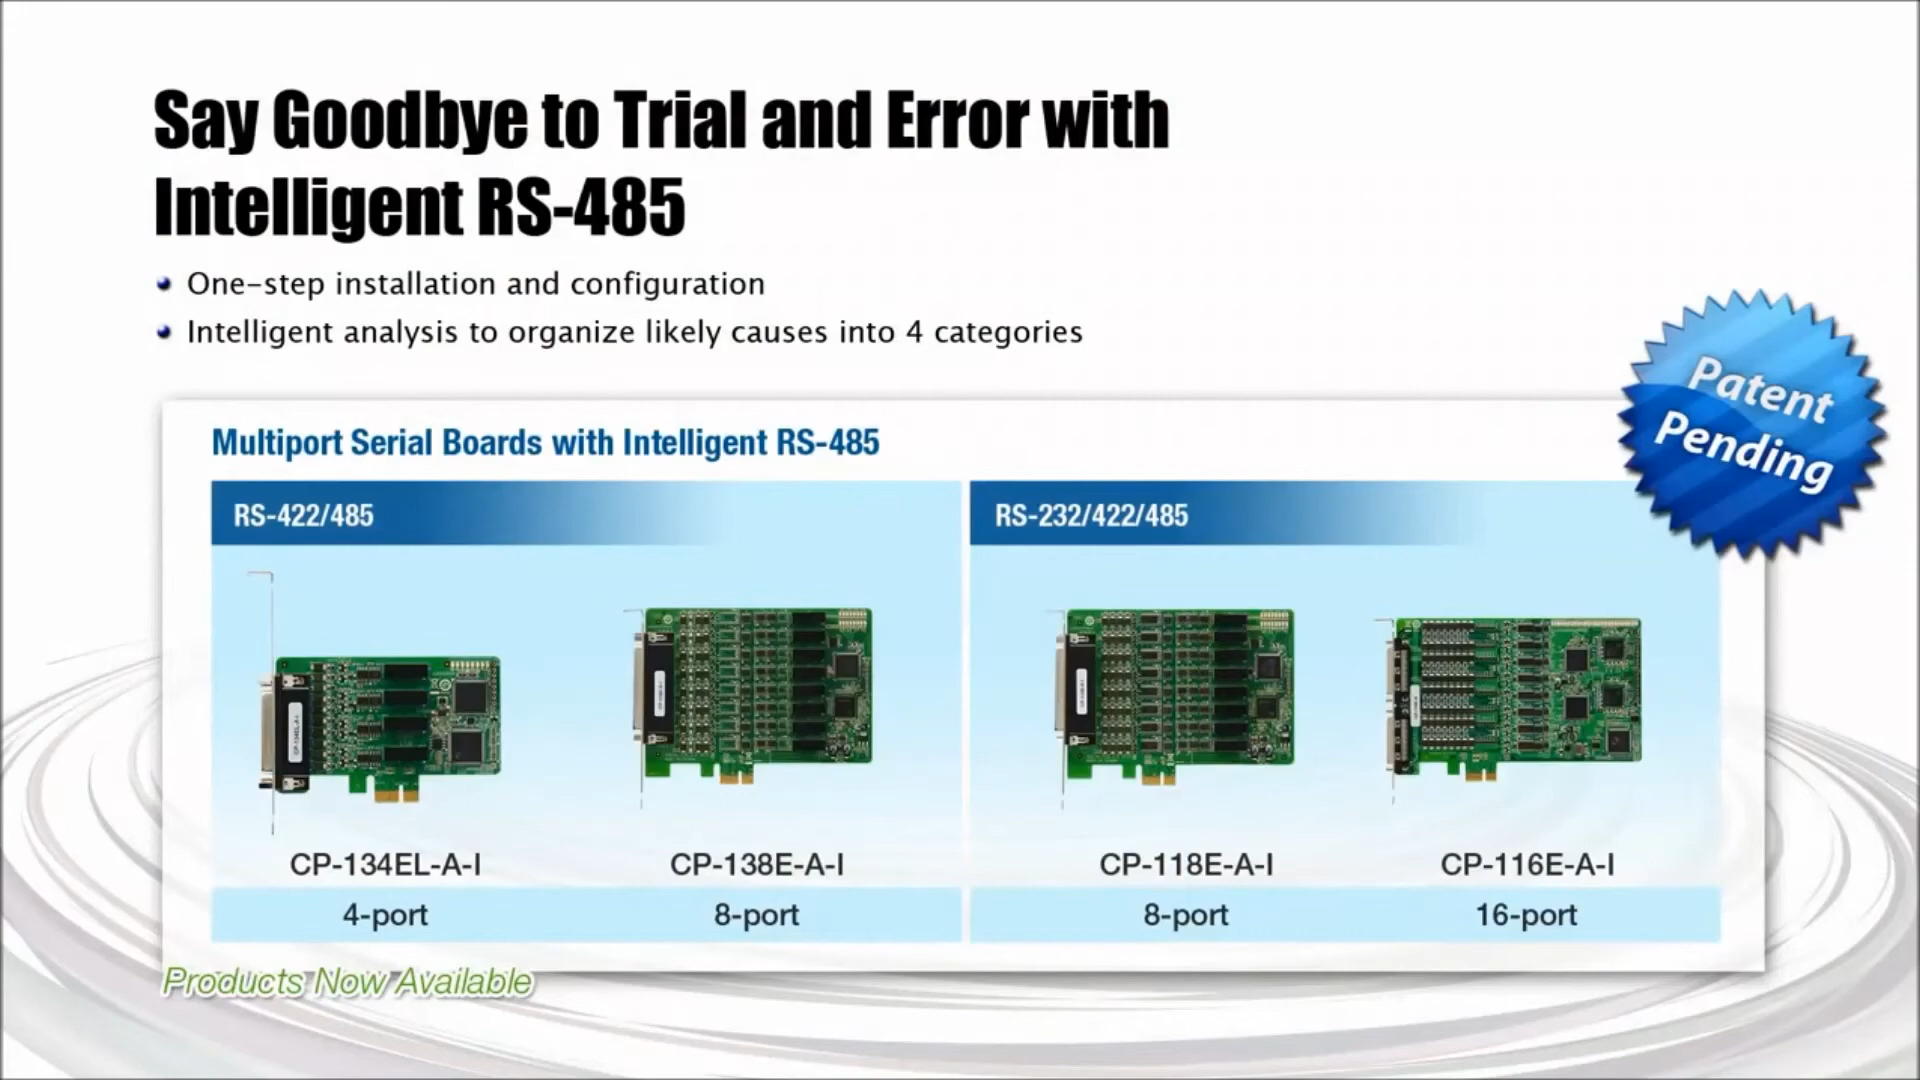 Say Goodbye to Trial and Error with
Intelligent RS-485
One-step installation and configuration
Intelligent analysis to organize likely causes into 4 categories
Patent
Pending
Multiport Serial Boards with Intelligent RS-485
RS-422/485
RS-232/422/485
CP-134EL-A-I
CP-134EL-A-I
CP-138E-A-I
CP-118E-A-I
CP-116E-A-I
4-port
8-port
8-port
16-port
Products Now Available